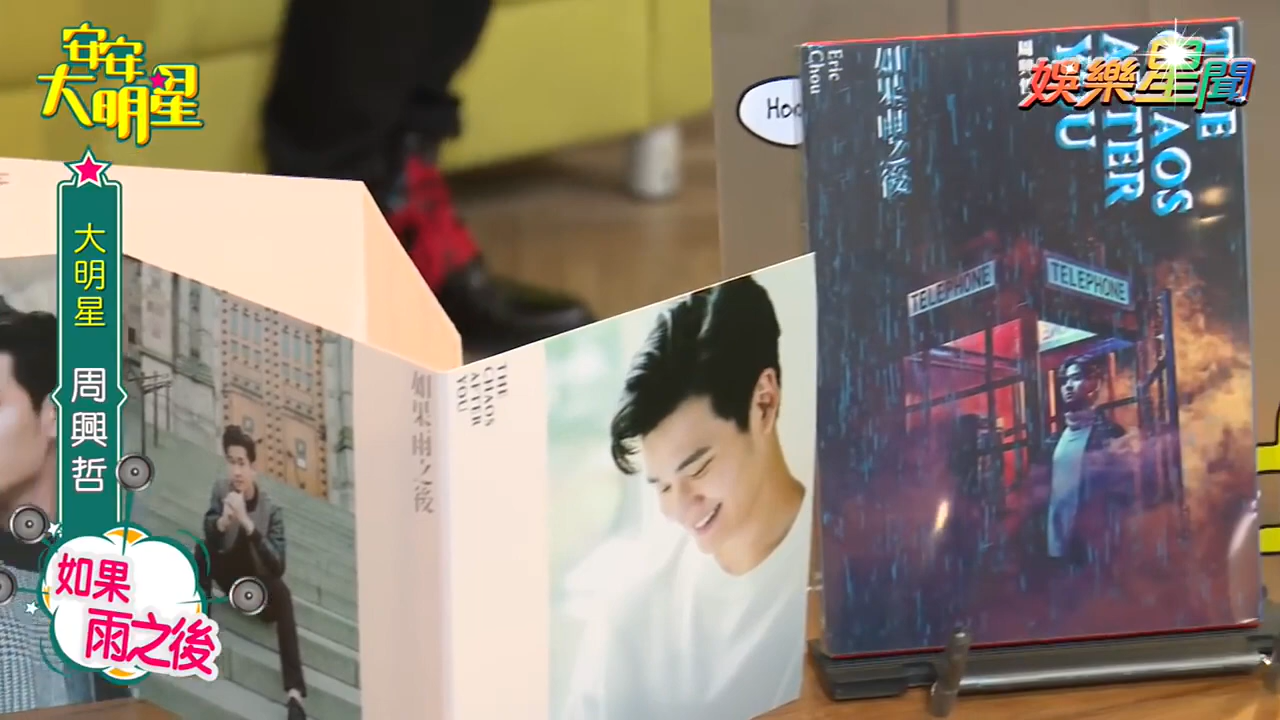 安安
大明星
大明星
周興哲
如果
雨之後
如果雨之後
THE
CHAOS
AFTER
YOU
Eric
Chou
如果雨之後
THE
CHAOS
AFTER
YOU
TELEPHONE
TELEPHONE
娛樂星聞